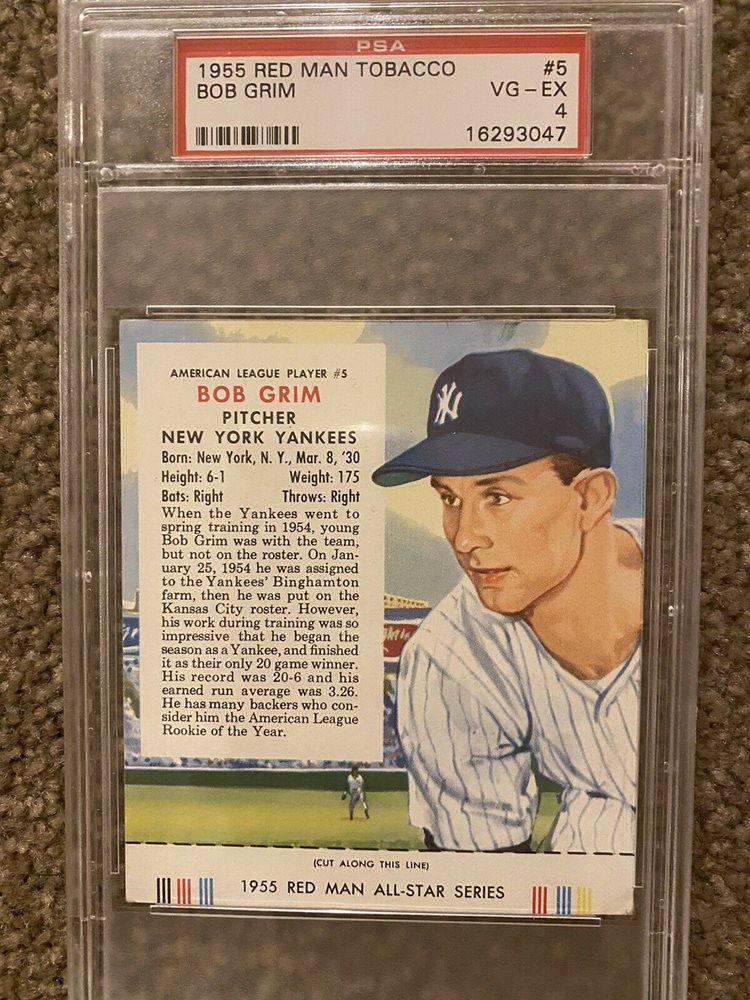 PSA
1955 RED MAN TOBACCO #5
BOB GRIM VG-EX
4
16293047
AMERICAN LEAGUE PLAYER #5
BOB GRIM
PITCHER
NEW YORK YANKEES
Born: New York, N. Y., Mar. 8, '30
Height: 6-1 Weight: 175
Bats: Right Throws: Right
When the Yankees went to
spring training in 1954, young
Bob Grim was with the team,
but not on the roster. On Jan-
uary 25, 1954 he was assigned
to the Yankees' Binghamton
farm, then he was put on the
Kansas City roster. However,
his work during training was so
impressive that he began the
season as a Yankee, and finished
it as their only 20 game winner.
His record was 20-6 and his
earned run average was 3.26.
He has many backers who con-
sider him the American League
Rookie of the Year.
NY
(CUT ALONG THIS LINE)
1955 RED MAN ALL-STAR SERIES